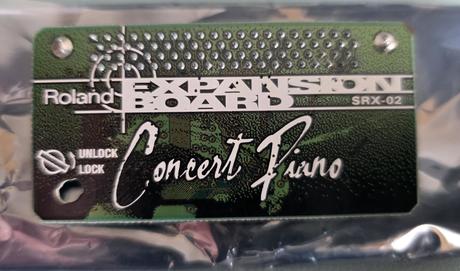 Roland EXPANSION
BOARD SRX-02
UNLOCK
LOCK
Concert Piano